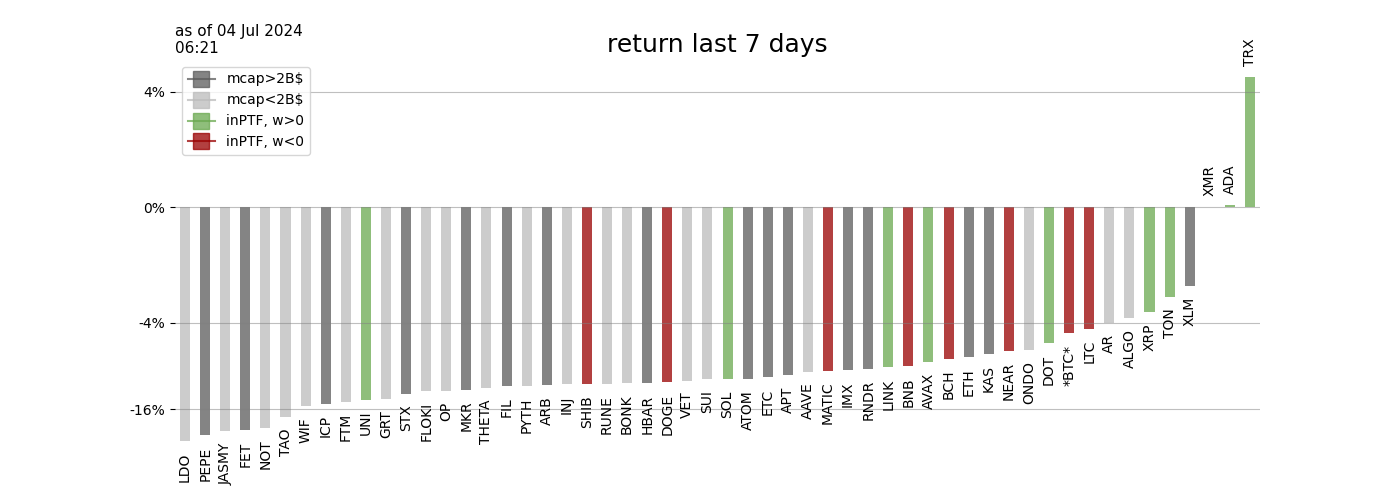 as of 04 Jul 2024
06:21
return last 7 days
mcap>2B$
mcap<2B$
inPTF, w>0
inPTF, w<0
4%
0%
-4%
-16%
LDO
PEPE
JASMY
FET
NOT
TAO
WIF
ICP
FTM
UNI
GRT
STX
FLOKI
OP
MKR
THETA
FIL
PYTH
ARB
INJ
SHIB
RUNE
BONK
HBAR
DOGE
VET
SUI
SOL
ATOM
ETC
APT
AAVE
MATIC
IMX
RNDR
LINK
BNB
AVAX
BCH
ETH
KAS
NEAR
ONDO
DOT
*BTC*
LTC
AR
ALGO
XRP
TON
XLM
XMR
ADA
TRX